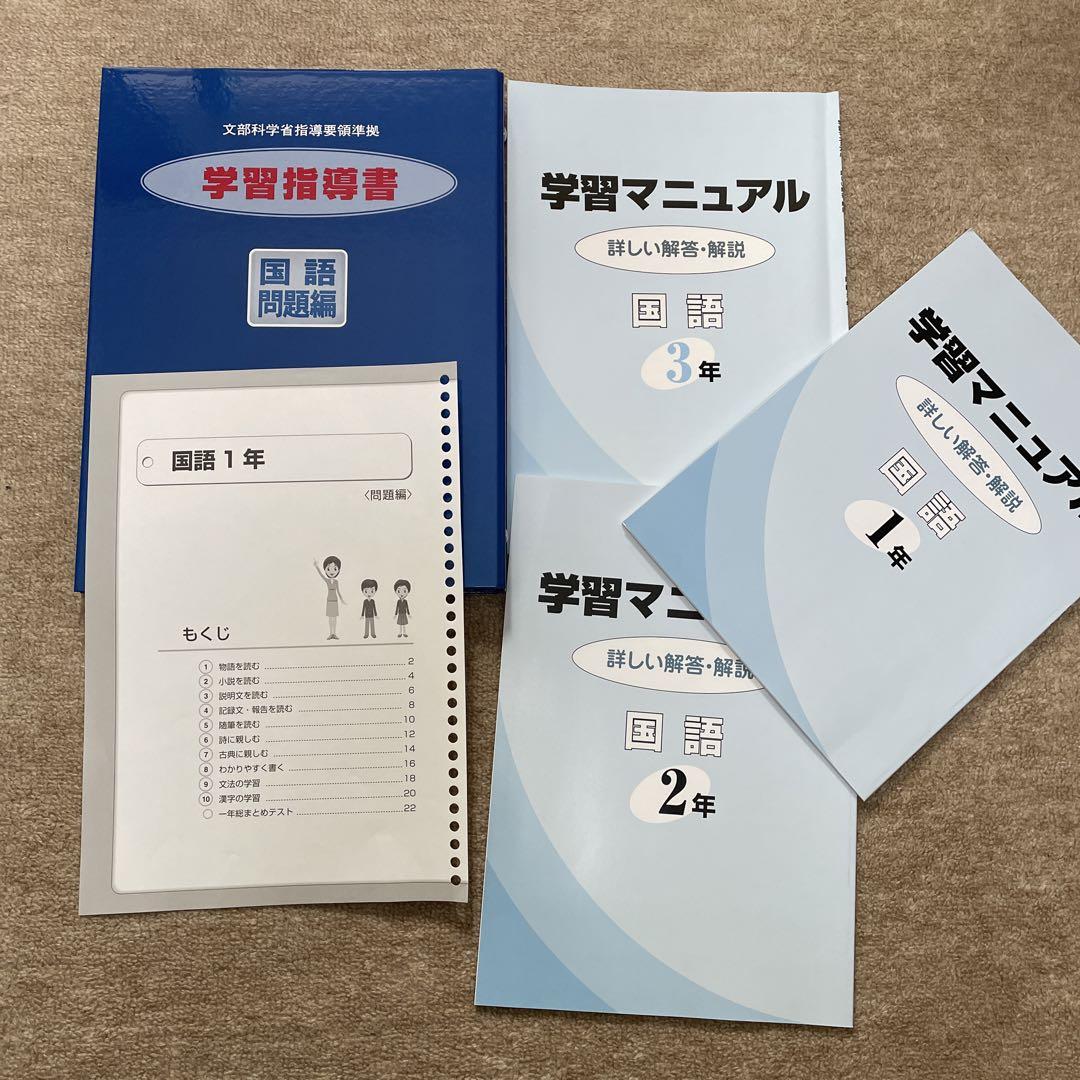 文部科学省指導要領準拠
学習指導書
国語
問題編
国語1年
〈問題編〉
もくじ
1 物語を読む 2
2 小説を読む 4
3 説明文を読む 6
4 記録文・報告を読む 8
5 随筆を読む 10
6 詩に親しむ 12
7 古典に親しむ 14
8 わかりやすく書く 16
9 文法の学習 18
10 漢字の学習 20
一年総まとめテスト 22
学習マニュアル
詳しい解答・解説
国語
3年
学習マニュアル
詳しい解答・解説
国語
1年
学習マニ
詳しい解答・解説
国語
2年